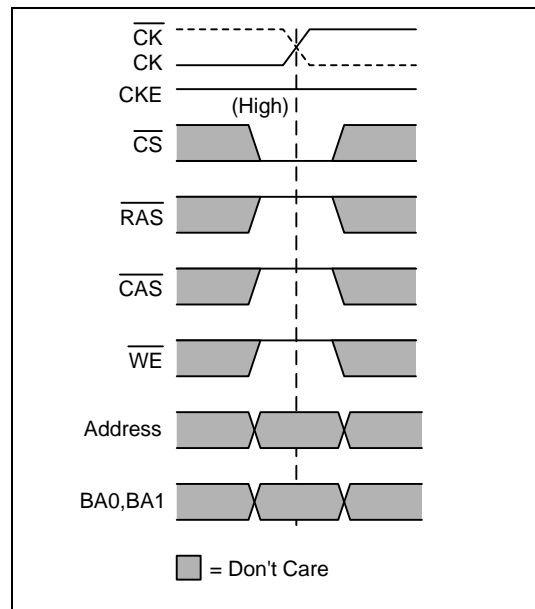 CK
CK
CKE
(High)
CS
RAS
CAS
WE
Address
BA0,BA1
= Don't Care